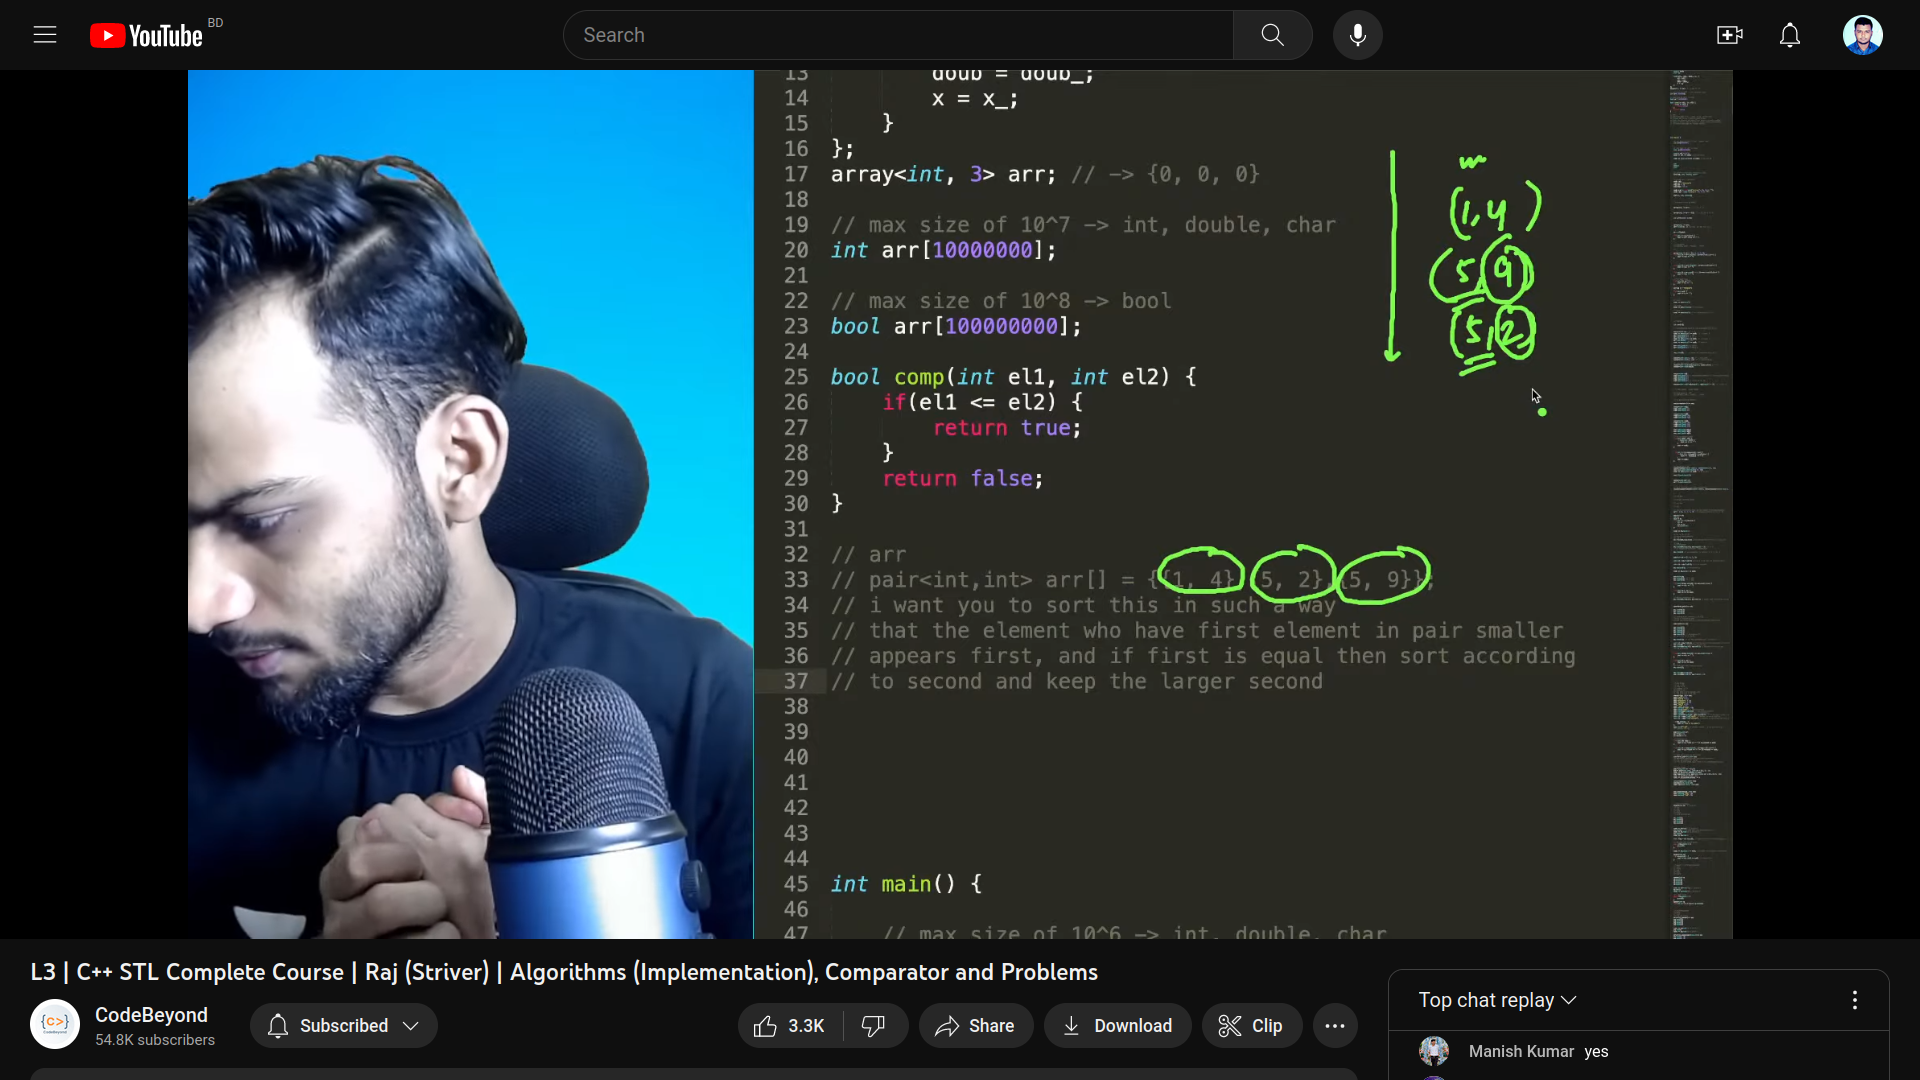 YouTube BD
Search
13 doub = doub_;
14 x = x_;
15 }
16 };
17 array<int, 3> arr; // -> {0, 0, 0}
18
19 // max size of 10^7 -> int, double, char
20 int arr[10000000];
21
22 // max size of 10^8 -> bool
23 bool arr[100000000];
24
25 bool comp(int el1, int el2) {
26 if(el1 <= el2) {
27 return true;
28 }
29 return false;
30 }
31
32 // arr
33 // pair<int,int> arr[] = {{1, 4},{5, 2},{5, 9}};
34 // i want you to sort this in such a way
35 // that the element who have first element in pair smaller
36 // appears first, and if first is equal then sort according
37 // to second and keep the larger second
38
39
40
41
42
43
44
45 int main() {
46
47 // max size of 10^6 -> int, double, char
(1,4)
(5,9)
(5,2)
L3 | C++ STL Complete Course | Raj (Striver) | Algorithms (Implementation), Comparator and Problems
{c>}
CodeBeyond
54.8K subscribers
Subscribed
3.3K
Share
Download
Clip
Top chat replay
Manish Kumar yes